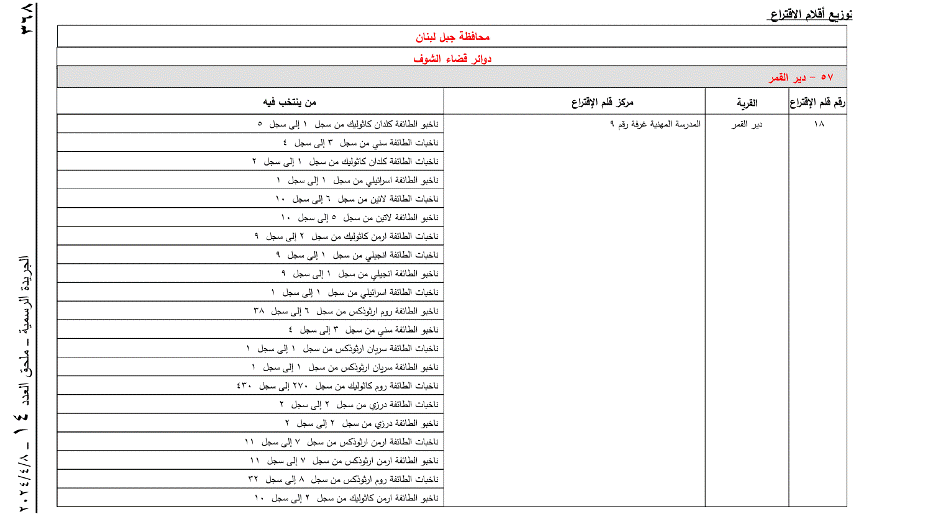 توزيع أقلام الاقتراع
٣٦٨
محافظة جبل لبنان
دوائر قضاء الشوف
٥٧ - دير القمر
رقم قلم الإقتراع القرية مركز قلم الإقتراع من ينتخب فيه
١٨ دير القمر المدرسة المهنية غرفة رقم ٩ ناخبو الطائفة كلدان كاثوليك من سجل ١ إلى سجل ٥
ناخبات الطائفة سني من سجل ٣ إلى سجل ٤
ناخبات الطائفة كلدان كاثوليك من سجل ١ إلى سجل ٢
ناخبو الطائفة اسرائيلي من سجل ١ إلى سجل ١
ناخبات الطائفة لاتين من سجل ٦ إلى سجل ١٠
ناخبو الطائفة لاتين من سجل ٥ إلى سجل ١٠
ناخبات الطائفة ارمن كاثوليك من سجل ٢ إلى سجل ٩
ناخبات الطائفة انجيلي من سجل ١ إلى سجل ٩
ناخبو الطائفة انجيلي من سجل ١ إلى سجل ٩
ناخبات الطائفة اسرائيلي من سجل ١ إلى سجل ١
ناخبو الطائفة روم ارثوذكس من سجل ٦ إلى سجل ٣٨
ناخبو الطائفة سني من سجل ٣ إلى سجل ٤
ناخبات الطائفة سريان ارثوذكس من سجل ١ إلى سجل ١
ناخبو الطائفة سريان ارثوذكس من سجل ١ إلى سجل ١
ناخبات الطائفة روم كاثوليك من سجل ٢٧٠ إلى سجل ٤٣٠
ناخبات الطائفة درزي من سجل ٢ إلى سجل ٢
ناخبو الطائفة درزي من سجل ٢ إلى سجل ٢
ناخبات الطائفة ارمن ارثوذكس من سجل ٧ إلى سجل ١١
ناخبو الطائفة ارمن ارثوذكس من سجل ٧ إلى سجل ١١
ناخبات الطائفة روم ارثوذكس من سجل ٨ إلى سجل ٣٢
ناخبو الطائفة ارمن كاثوليك من سجل ٢ إلى سجل ١٠
الجريدة الرسمية - ملحق العدد ١٤ - ٢٠٢٤/٤/٨